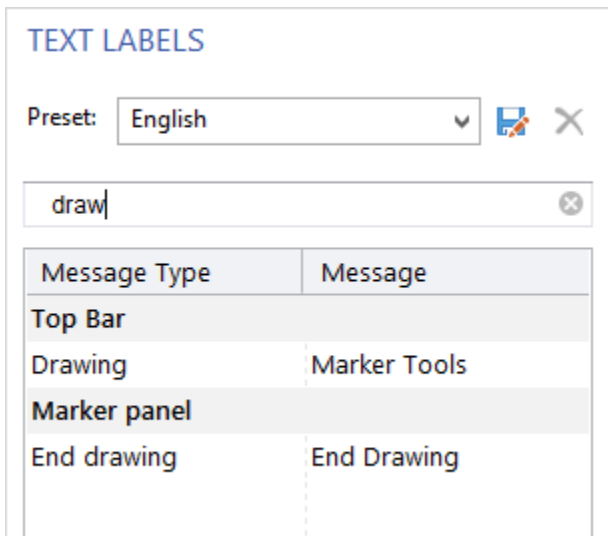 TEXT LABELS
Preset: English
draw
Message Type Message
Top Bar
Drawing Marker Tools
Marker panel
End drawing End Drawing